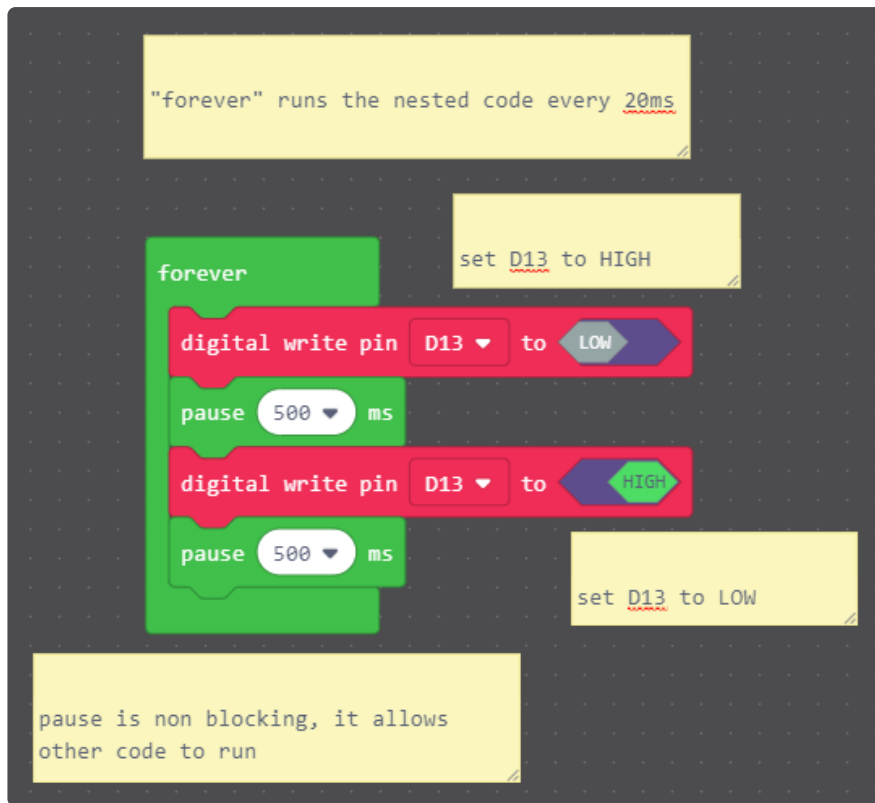 "forever" runs the nested code every 20ms
set D13 to HIGH
forever
digital write pin D13 to LOW
pause 500 ms
digital write pin D13 to HIGH
pause 500 ms
set D13 to LOW
pause is non blocking, it allows
other code to run